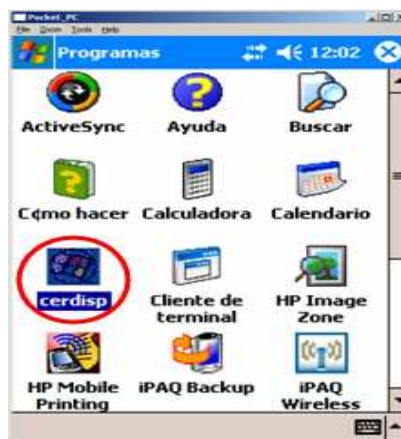 Pocket_PC
File Zoom Tools Help
Programas 12:02
ActiveSync Ayuda Buscar
C¢mo hacer Calculadora Calendario
cerdisp Cliente de terminal HP Image Zone
HP Mobile Printing iPAQ Backup iPAQ Wireless